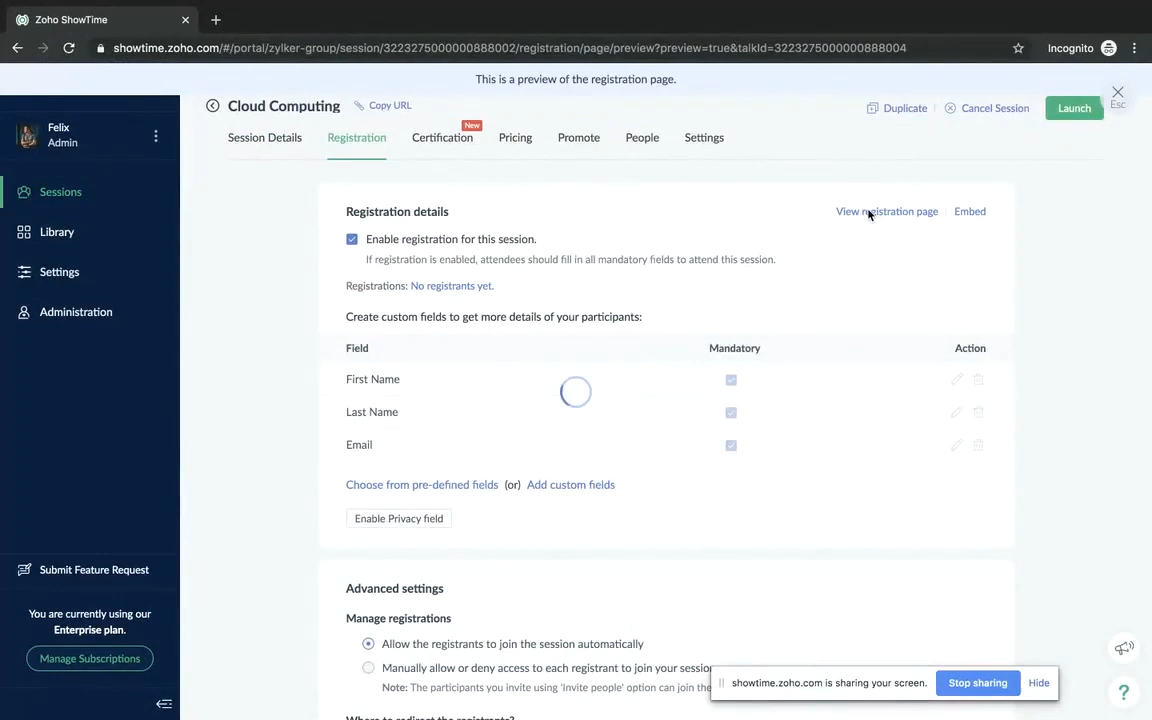 Zoho ShowTime
showtime.zoho.com/#/portal/zylker-group/session/3223275000000888002/registration/page/preview?preview=true&talkId=3223275000000888004
Incognito
This is a preview of the registration page.
Esc
Felix
Admin
Sessions
Library
Settings
Administration
Submit Feature Request
You are currently using our
Enterprise plan.
Manage Subscriptions
Cloud Computing
Copy URL
Duplicate
Cancel Session
Launch
Session Details
Registration
Certification
New
Pricing
Promote
People
Settings
Registration details
View registration page
Embed
Enable registration for this session.
If registration is enabled, attendees should fill in all mandatory fields to attend this session.
Registrations: No registrants yet.
Create custom fields to get more details of your participants:
Field Mandatory Action
First Name
Last Name
Email
Choose from pre-defined fields (or) Add custom fields
Enable Privacy field
Advanced settings
Manage registrations
Allow the registrants to join the session automatically
Manually allow or deny access to each registrant to join your session
Note: The participants you invite using 'Invite people' option can join the
showtime.zoho.com is sharing your screen.
Stop sharing
Hide
?
Where to redirect the registrants?